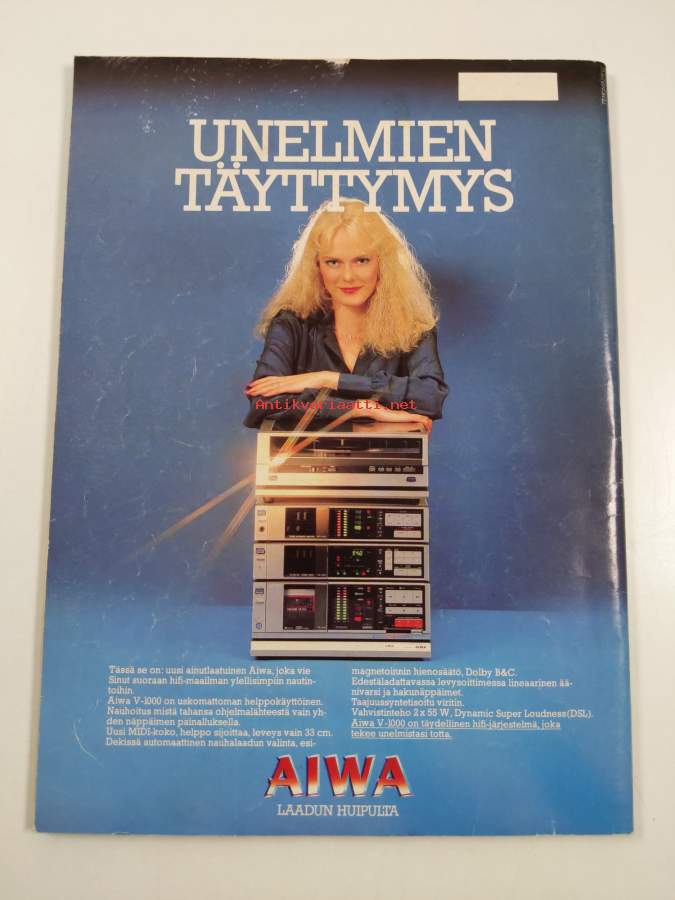 UNELMIEN
TÄYTTYMYS
Antikvariaatti.net
Tässä se on: uusi ainutlaatuinen Aiwa, joka vie
Sinut suoraan hifi-maailman ylellisimpiin nautin-
toihin.
Aiwa V-1000 on uskomattoman helppokäyttöinen.
Nauhoitus mistä tahansa ohjelmalähteestä vain yh-
den näppäimen painalluksella.
Uusi MIDI-koko, helppo sijoittaa, leveys vain 33 cm.
Dekissä automaattinen nauhalaadun valinta, esi-
magnetoinnin hienosäätö, Dolby B&C.
Edestäladattavassa levysoittimessa lineaarinen ää-
nivarsi ja hakunäppäimet.
Taajuussyntetisoitu viritin.
Vahvistinteho 2 x 55 W, Dynamic Super Loudness (DSL).
Aiwa V-1000 on täydellinen hifi-järjestelmä, joka
tekee unelmistasi totta.
AIWA
LAADUN HUIPULTA